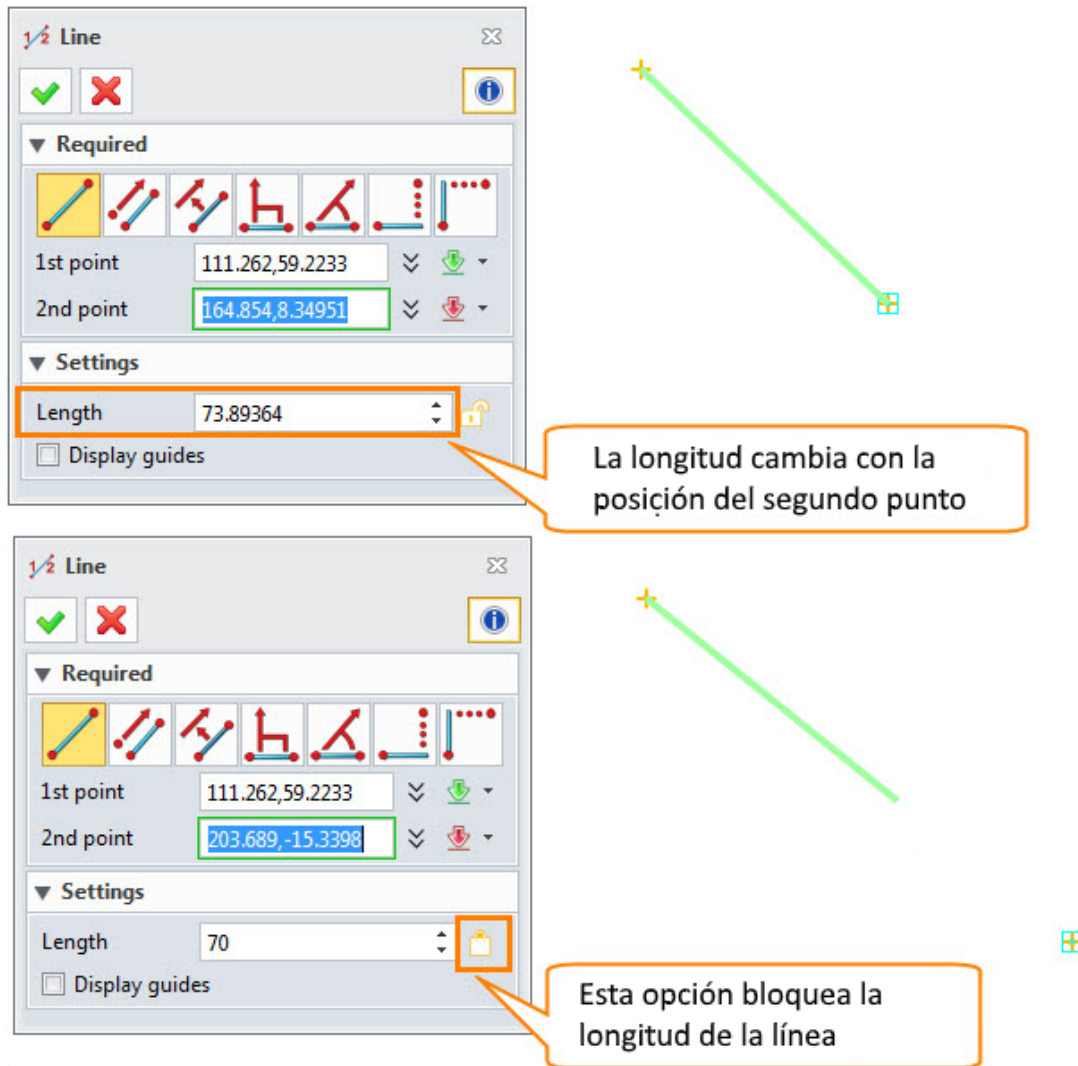 Line
Required
1st point 111.262,59.2233
2nd point 164.854,8.34951
Settings
Length 73.89364
Display guides
La longitud cambia con la
posición del segundo punto
Line
Required
1st point 111.262,59.2233
2nd point 203.689,-15.3398
Settings
Length 70
Display guides
Esta opción bloquea la
longitud de la línea